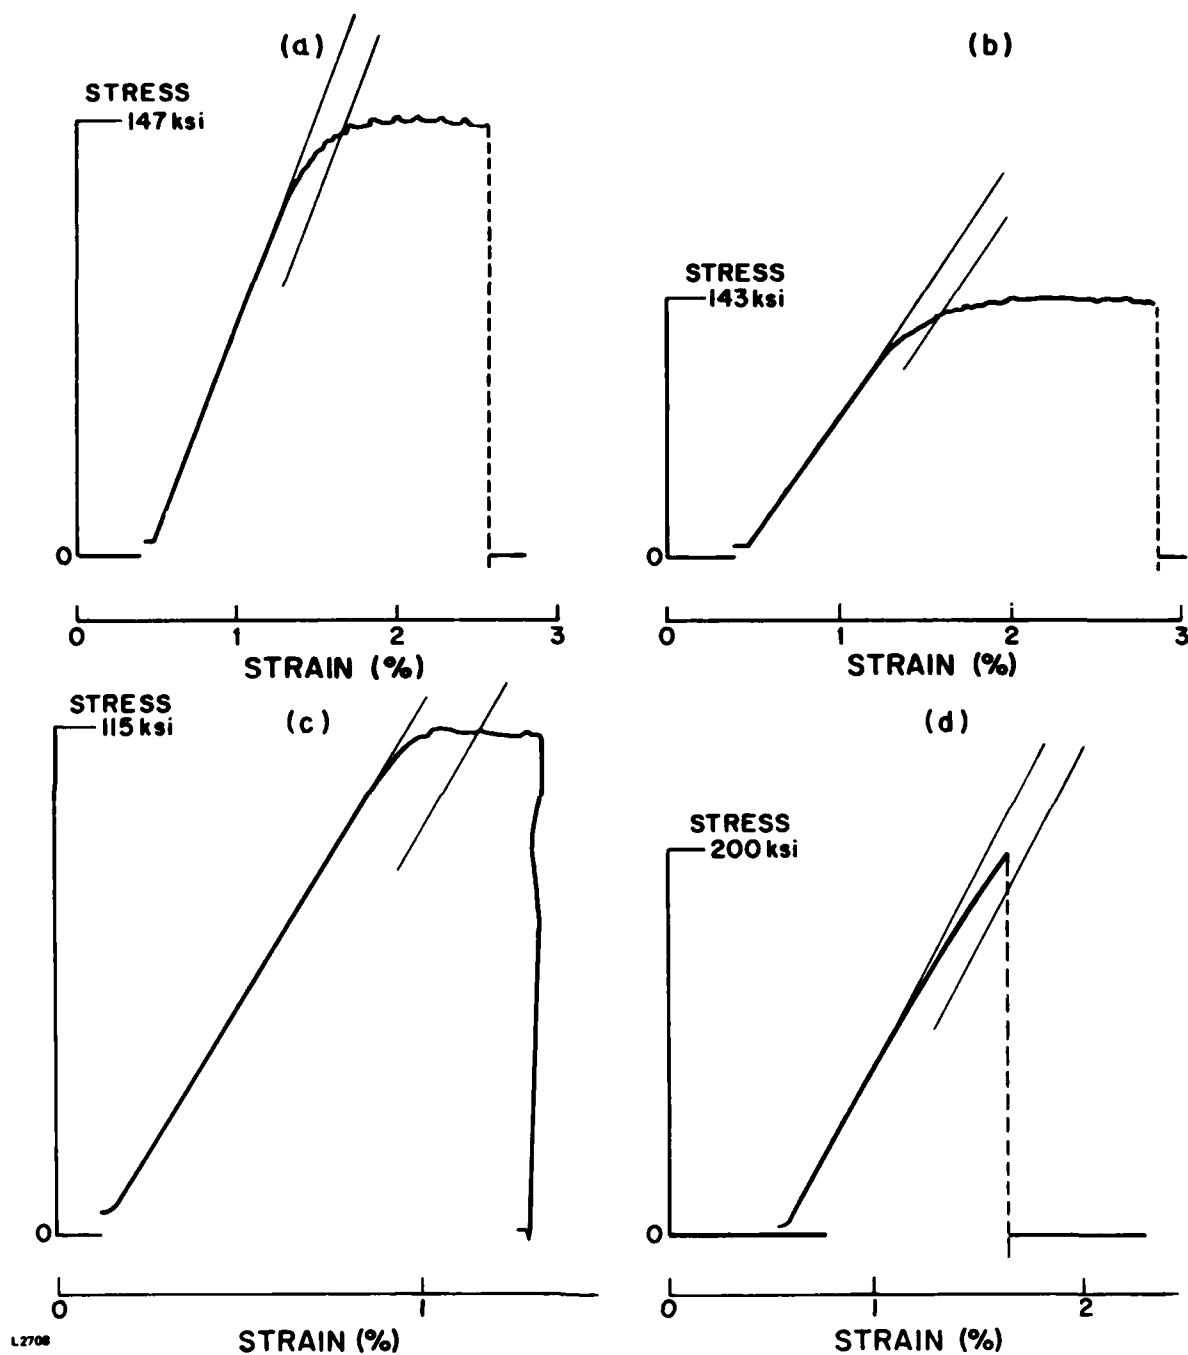 (a)
STRESS
147 ksi
0
0 1 2 3
STRAIN (%)
(b)
STRESS
143 ksi
0
0 1 2 3
STRAIN (%)
(c)
STRESS
115 ksi
0
0 1
STRAIN (%)
(d)
STRESS
200 ksi
0
0 1 2
STRAIN (%)
L2708